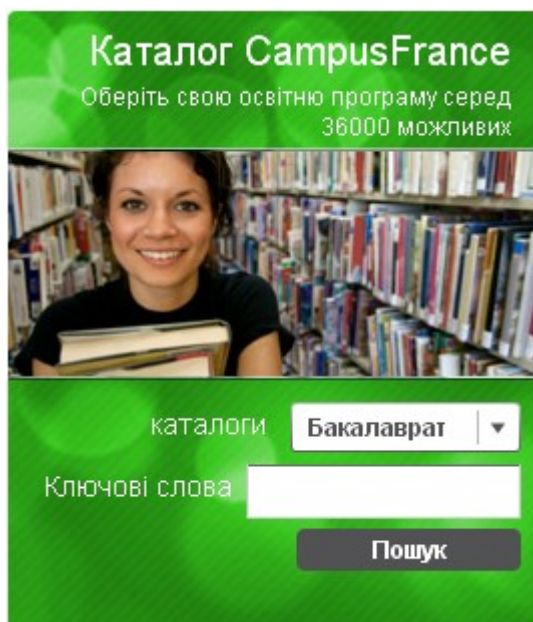 Каталог CampusFrance
Оберіть свою освітню програму серед
36000 можливих
каталоги
Бакалаврат
Ключові слова
Пошук